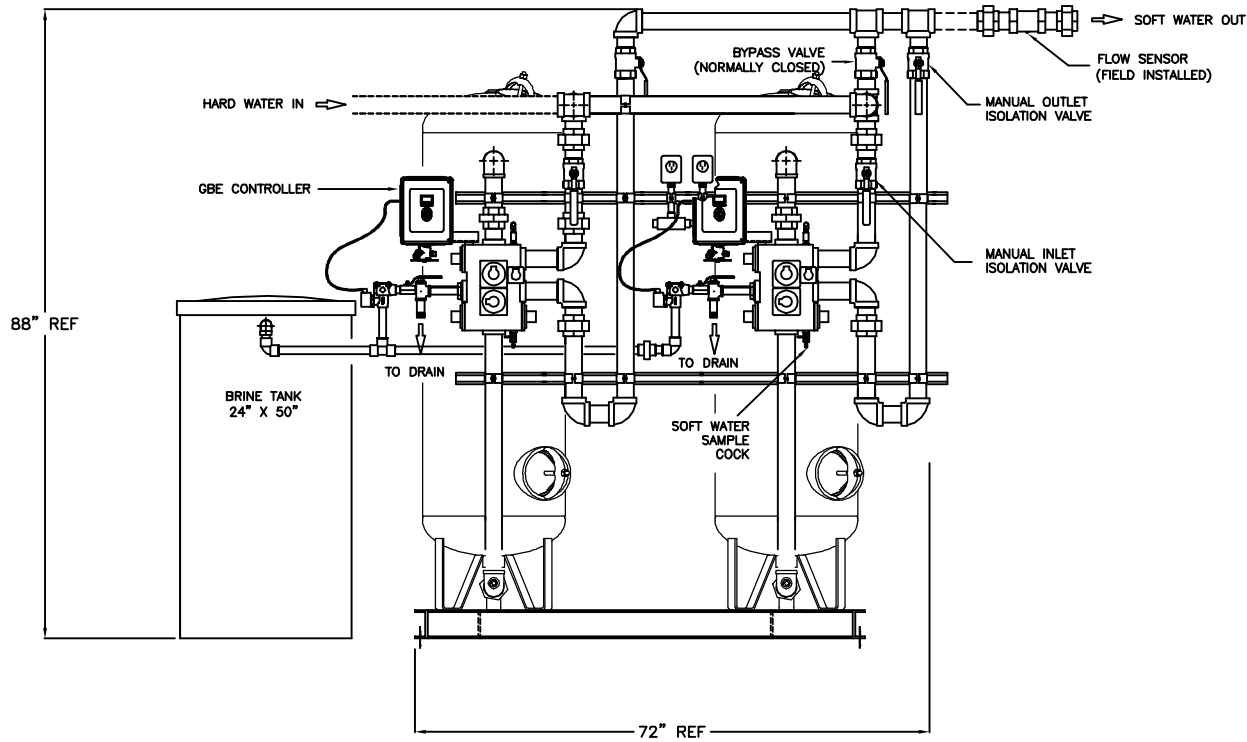 SOFT WATER OUT
BYPASS VALVE
(NORMALLY CLOSED)
FLOW SENSOR
(FIELD INSTALLED)
HARD WATER IN
MANUAL OUTLET
ISOLATION VALVE
GBE CONTROLLER
MANUAL INLET
ISOLATION VALVE
88" REF
TO DRAIN
TO DRAIN
BRINE TANK
24" X 50"
SOFT WATER
SAMPLE
COCK
72" REF